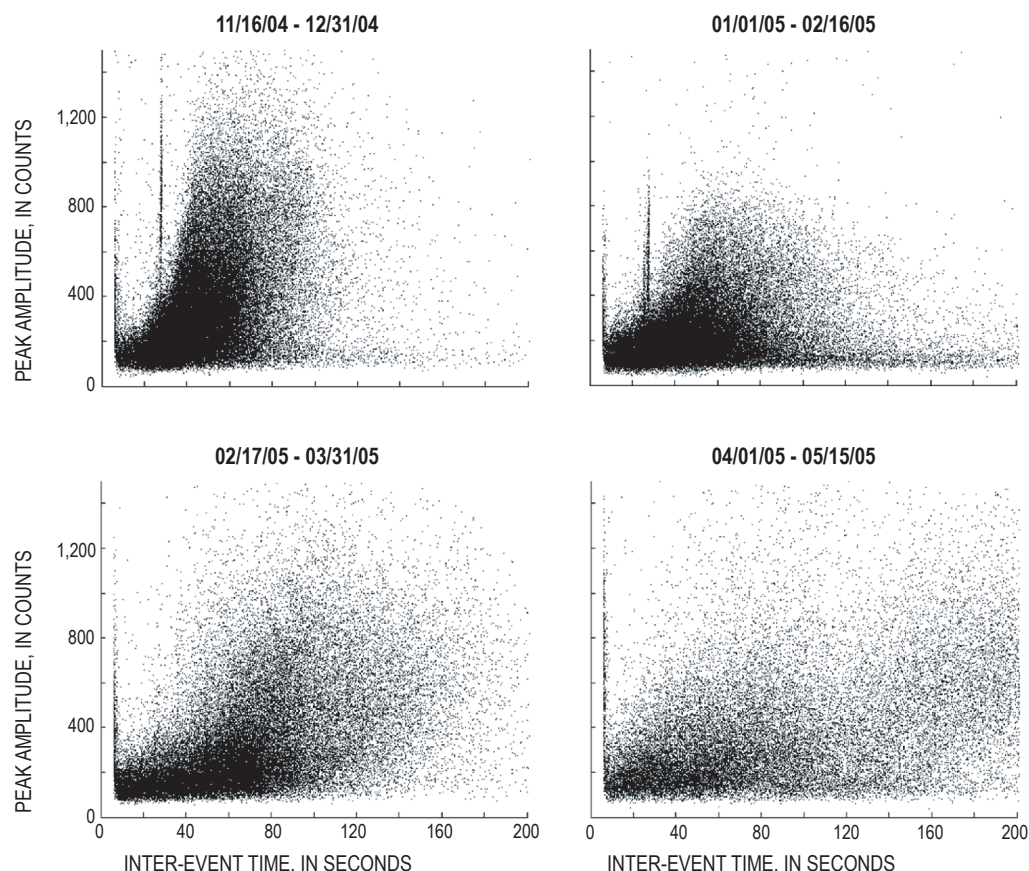 11/16/04 - 12/31/04
01/01/05 - 02/16/05
PEAK AMPLITUDE, IN COUNTS
1,200
800
400
0
02/17/05 - 03/31/05
04/01/05 - 05/15/05
PEAK AMPLITUDE, IN COUNTS
1,200
800
400
0
0 40 80 120 160 200
0 40 80 120 160 200
INTER-EVENT TIME, IN SECONDS
INTER-EVENT TIME, IN SECONDS